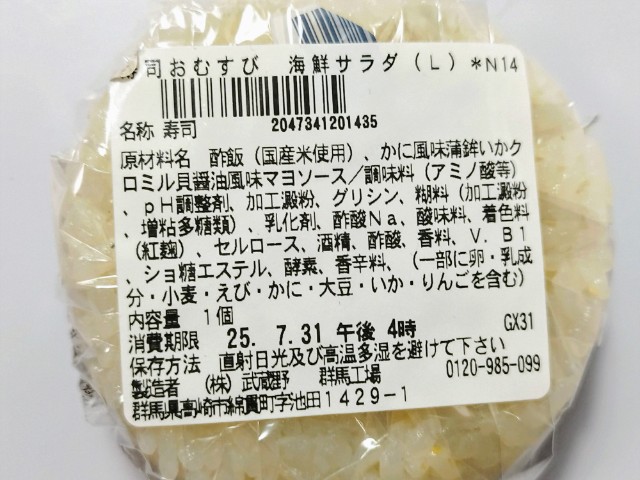 司おむすび 海鮮サラダ(L)*N14
名称 寿司 2047341201435
原材料名 酢飯(国産米使用)、かに風味蒲鉾いかク
ロミル貝醤油風味マヨソース/調味料(アミノ酸等)
、pH調整剤、加工澱粉、グリシン、糊料(加工澱粉
、増粘多糖類)、乳化剤、酢酸Na、酸味料、着色料
(紅麹)、セルロース、酒精、酢酸、香料、V.B1
、ショ糖エステル、酵素、香辛料、(一部に卵・乳成
分・小麦・えび・かに・大豆・いか・りんごを含む)
内容量 1個
消費期限 25. 7.31 午後 4時 GX31
保存方法 直射日光及び高温多湿を避けて下さい
製造者 (株)武蔵野 群馬工場 0120-985-099
群馬県高崎市綿貫町字池田1429-1